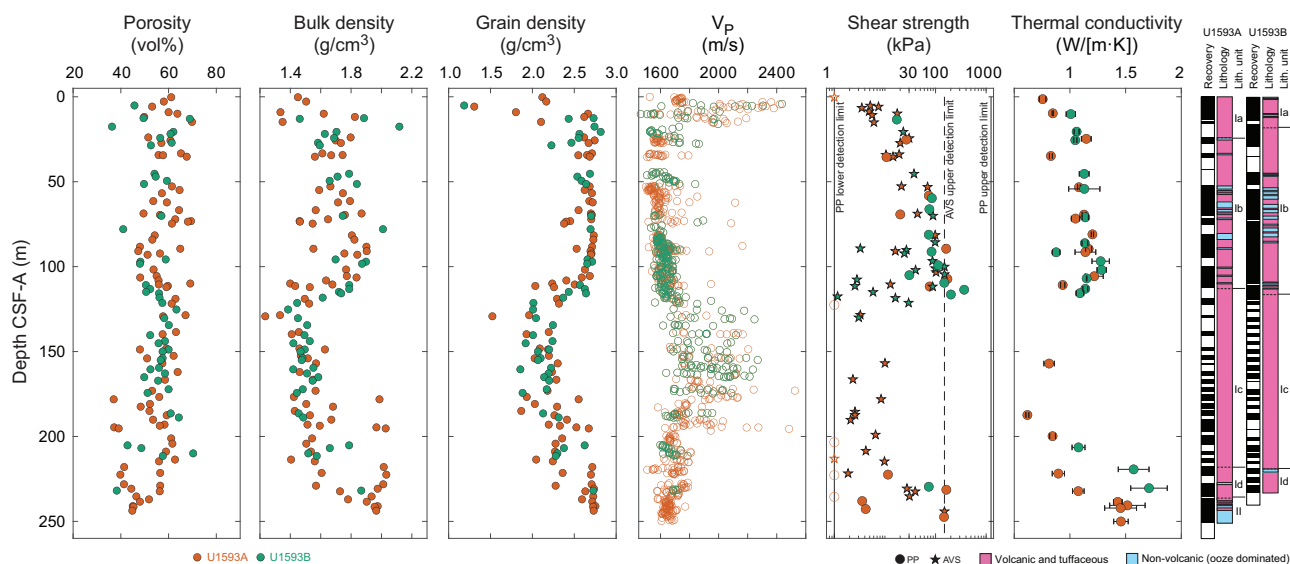 Porosity
(vol%)
Bulk density
(g/cm³)
Grain density
(g/cm³)
VP
(m/s)
Shear strength
(kPa)
Thermal conductivity
(W/[m·K])
U1593A U1593B
Recovery
Lithology
Lith. unit
Recovery
Lithology
Lith. unit
20 40 60 80
1.4 1.8 2.2
1.0 1.6 2.4 3.0
1600 2000 2400
1 30 100 1000
1 1.5 2
Depth CSF-A (m)
0
50
100
150
200
250
PP lower detection limit
AVS upper detection limit
PP upper detection limit
Ia
Ib
Ic
Id
II
Ia
Ib
Ic
Id
U1593A U1593B
PP AVS Volcanic and tuffaceous Non-volcanic (ooze dominated)